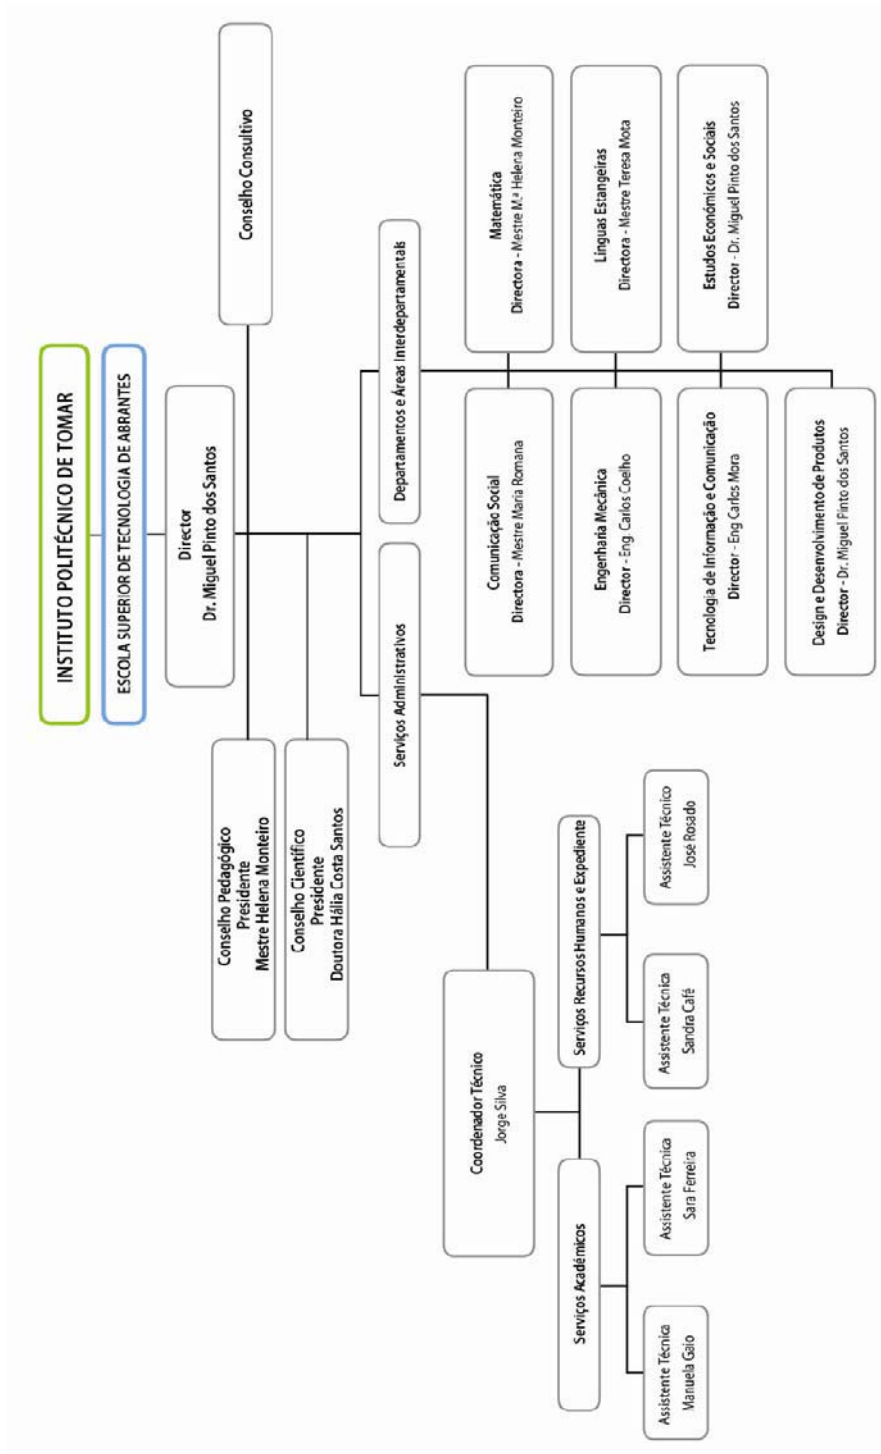 INSTITUTO POLITÉCNICO DE TOMAR
ESCOLA SUPERIOR DE TECNOLOGIA DE ABRANTES
Director
Dr. Miguel Pinto dos Santos
Conselho Pedagógico
Presidente
Mestre Helena Monteiro
Conselho Consultivo
Conselho Científico
Presidente
Doutora Hália Costa Santos
Serviços Administrativos
Departamentos e Áreas Interdepartamentais
Coordenador Técnico
Jorge Silva
Serviços Académicos
Serviços Recursos Humanos e Expediente
Assistente Técnica
Manuela Gaio
Assistente Técnica
Sara Ferreira
Assistente Técnica
Sandra Café
Assistente Técnico
José Rosado
Comunicação Social
Directora - Mestre Maria Romana
Matemática
Directora - Mestre M.ª Helena Monteiro
Engenharia Mecânica
Director - Eng. Carlos Coelho
Línguas Estangeiras
Directora - Mestre Teresa Mota
Tecnologia de Informação e Comunicação
Director - Eng Carlos Mora
Estudos Económicos e Sociais
Director - Dr. Miguel Pinto dos Santos
Design e Desenvolvimento de Produtos
Director - Dr. Miguel Pinto dos Santos